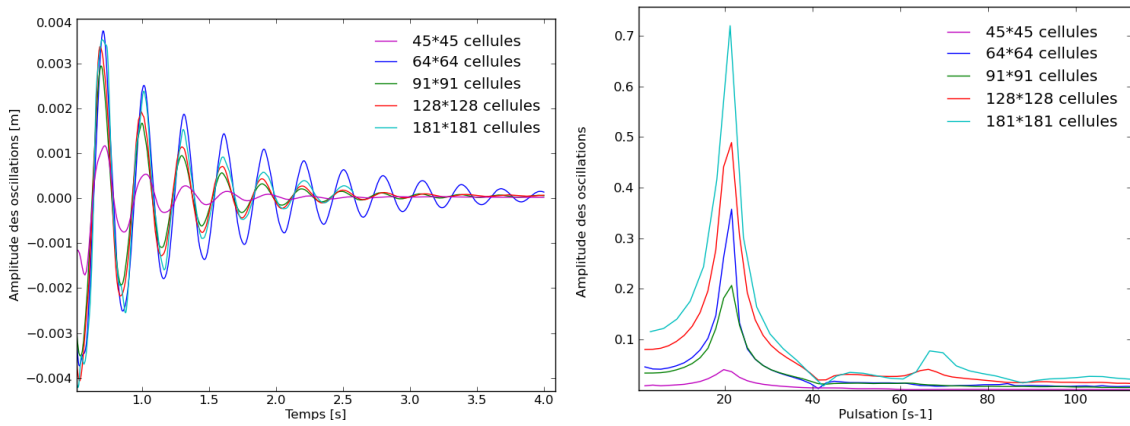 0.004
0.003
0.002
0.001
0.000
−0.001
−0.002
−0.003
−0.004
Amplitude des oscillations [m]
1.0 1.5 2.0 2.5 3.0 3.5 4.0
Temps [s]
45*45 cellules
64*64 cellules
91*91 cellules
128*128 cellules
181*181 cellules
0.7
0.6
0.5
0.4
0.3
0.2
0.1
Amplitude des oscillations
20 40 60 80 100
Pulsation [s-1]
45*45 cellules
64*64 cellules
91*91 cellules
128*128 cellules
181*181 cellules